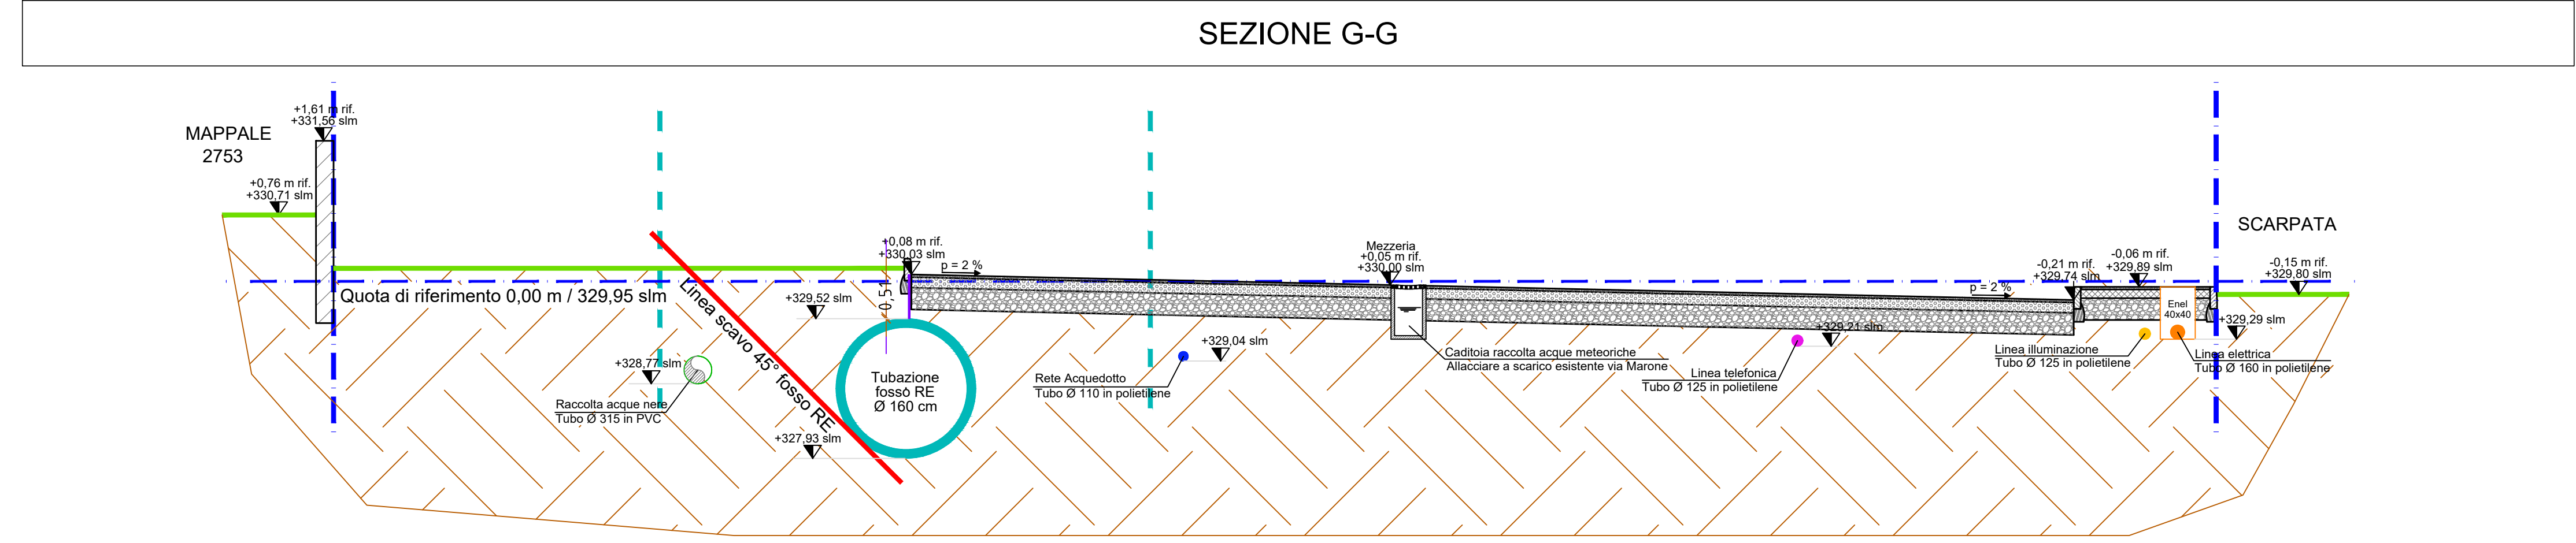 SEZIONE G-G
MAPPALE
2753
+1,61 m rif.
+331,56 slm
+0,76 m rif.
+330,71 slm
Quota di riferimento 0,00 m / 329,95 slm
Linea scavo 45° fosso RE
+328,77 slm
Raccolta acque nere
Tubo Ø 315 in PVC
+329,52 slm
+327,93 slm
0,51
+0,08 m rif.
+330,03 slm
p = 2 %
Tubazione
fosso RE
Ø 160 cm
Rete Acquedotto
Tubo Ø 110 in polietilene
+329,04 slm
Mezzeria
+0,05 m rif.
+330,00 slm
Caditoia raccolta acque meteoriche
Allacciare a scarico esistente via Marone
Linea telefonica
Tubo Ø 125 in polietilene
+329,21 slm
p = 2 %
-0,21 m rif.
+329,74 slm
-0,06 m rif.
+329,89 slm
Enel
40x40
Linea illuminazione
Tubo Ø 125 in polietilene
Linea elettrica
Tubo Ø 160 in polietilene
+329,29 slm
SCARPATA
-0,15 m rif.
+329,80 slm